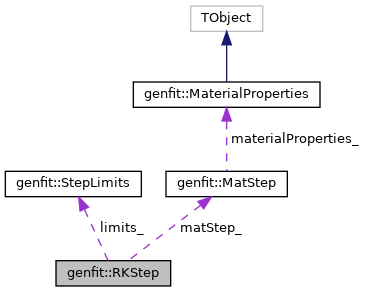 TObject
genfit::MaterialProperties
materialProperties_
genfit::StepLimits
genfit::MatStep
limits_
matStep_
genfit::RKStep